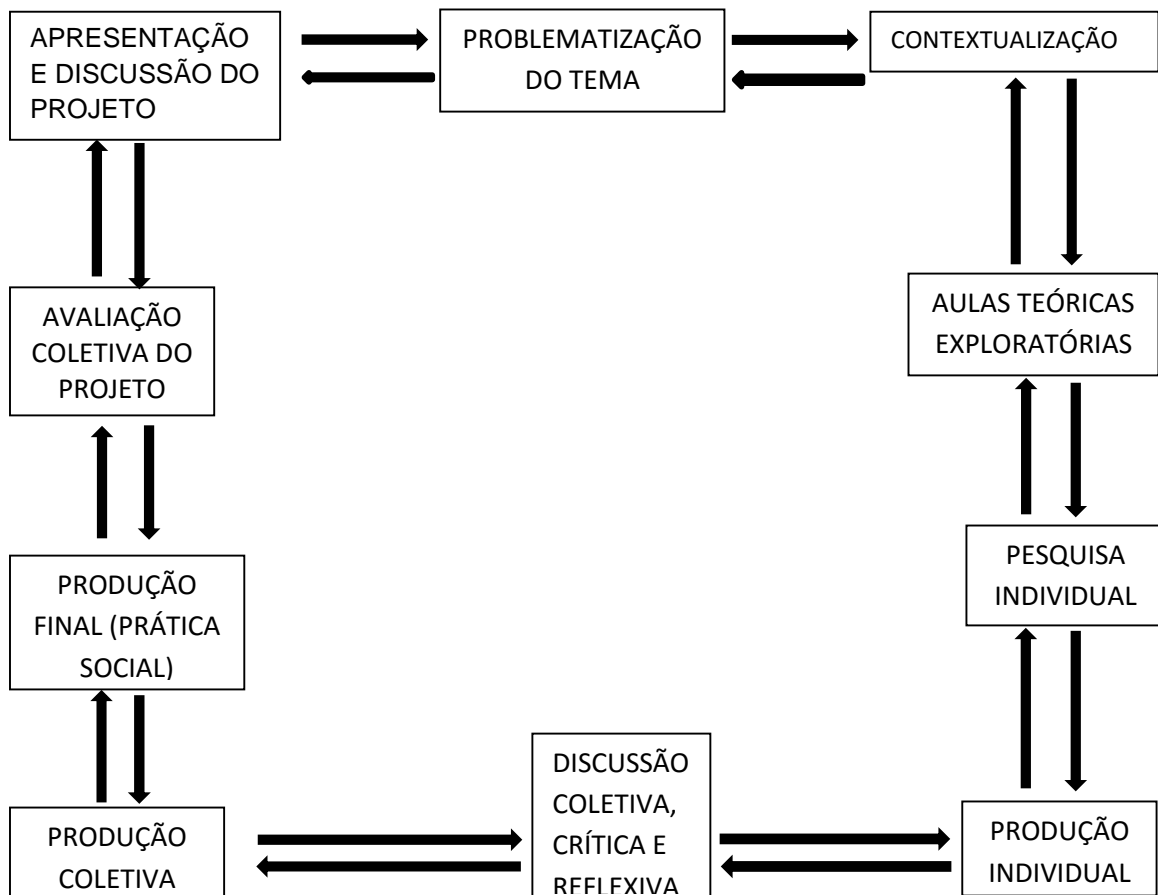 APRESENTAÇÃO
E DISCUSSÃO DO
PROJETO
PROBLEMATIZAÇÃO
DO TEMA
CONTEXTUALIZAÇÃO
AVALIAÇÃO
COLETIVA DO
PROJETO
AULAS TEÓRICAS
EXPLORATÓRIAS
PRODUÇÃO
FINAL (PRÁTICA
SOCIAL)
PESQUISA
INDIVIDUAL
PRODUÇÃO
COLETIVA
DISCUSSÃO
COLETIVA,
CRÍTICA E
REFLEXIVA
PRODUÇÃO
INDIVIDUAL